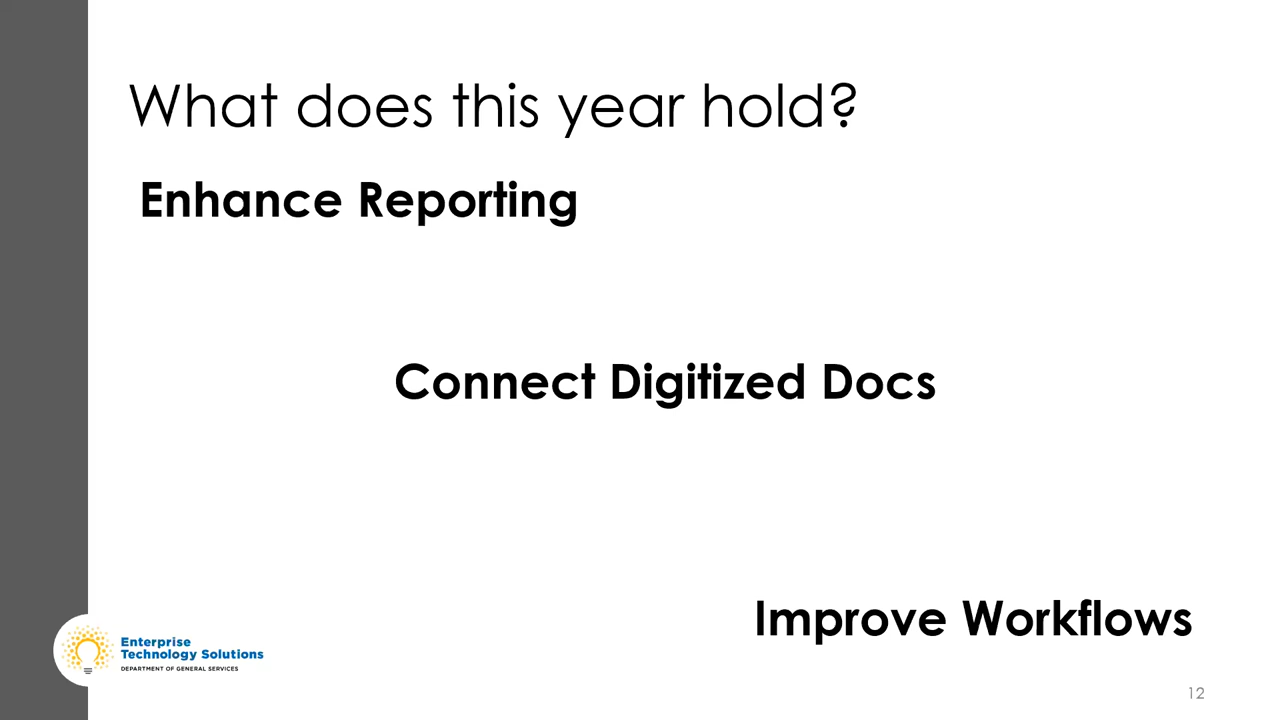 What does this year hold?
Enhance Reporting
Connect Digitized Docs
Improve Workflows
Enterprise
Technology Solutions
DEPARTMENT OF GENERAL SERVICES
12